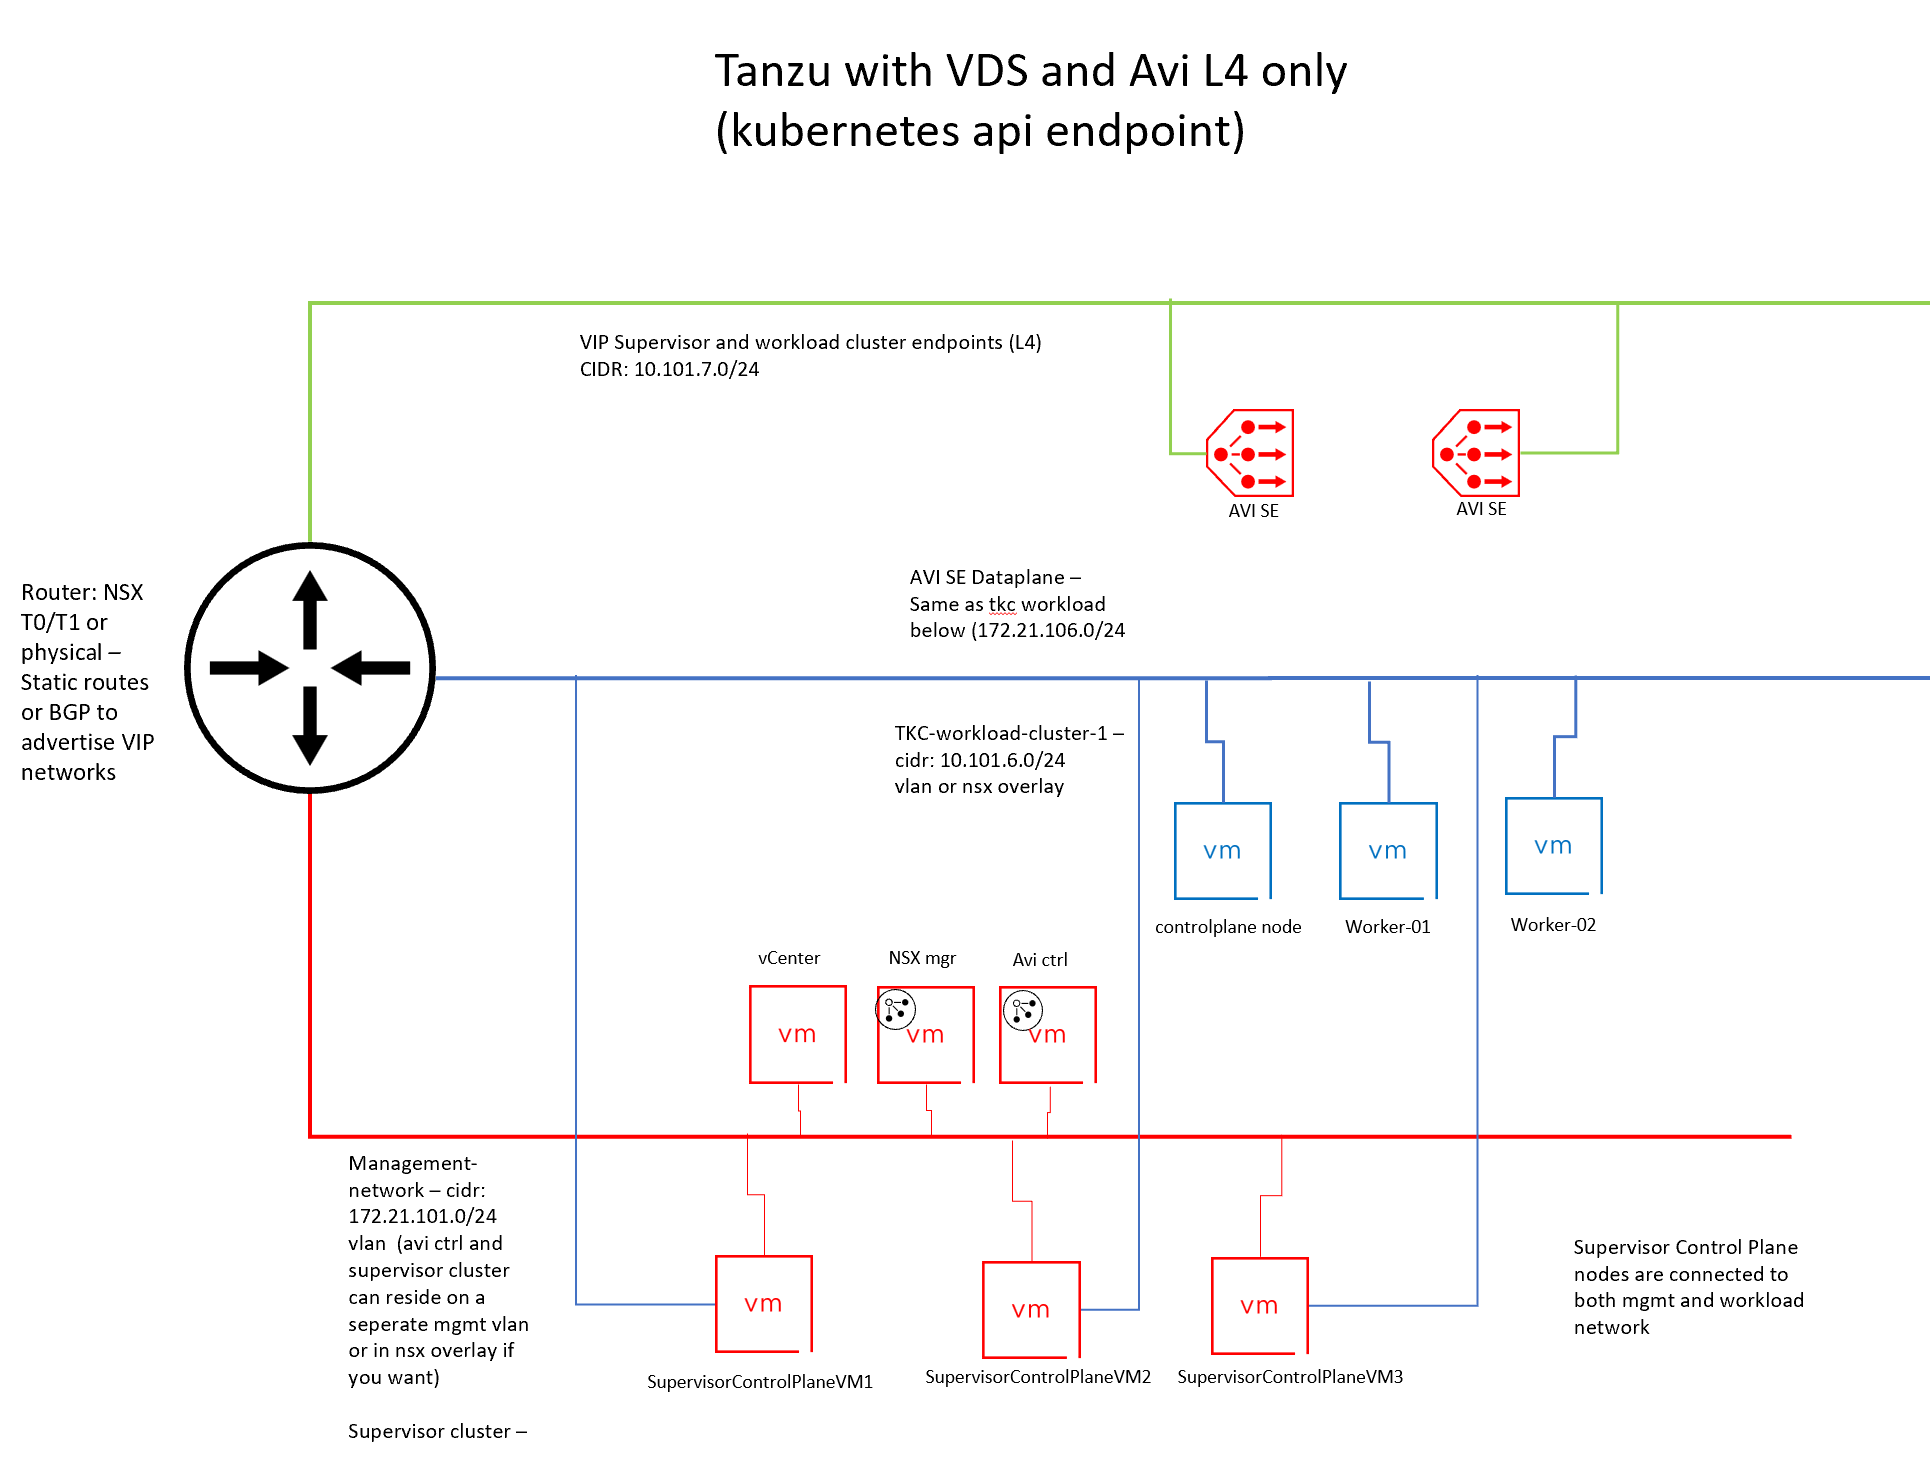 Tanzu with VDS and Avi L4 only
(kubernetes api endpoint)
VIP Supervisor and workload cluster endpoints (L4)
CIDR: 10.101.7.0/24
AVI SE
AVI SE
Router: NSX
T0/T1 or
physical –
Static routes
or BGP to
advertise VIP
networks
AVI SE Dataplane –
Same as tkc workload
below (172.21.106.0/24
TKC-workload-cluster-1 –
cidr: 10.101.6.0/24
vlan or nsx overlay
vm
vm
vm
controlplane node
Worker-01
Worker-02
vCenter
NSX mgr
Avi ctrl
vm
vm
vm
Management-
network – cidr:
172.21.101.0/24
vlan  (avi ctrl and
supervisor cluster
can reside on a
seperate mgmt vlan
or in nsx overlay if
you want)
Supervisor cluster –
vm
vm
vm
SupervisorControlPlaneVM1
SupervisorControlPlaneVM2
SupervisorControlPlaneVM3
Supervisor Control Plane
nodes are connected to
both mgmt and workload
network